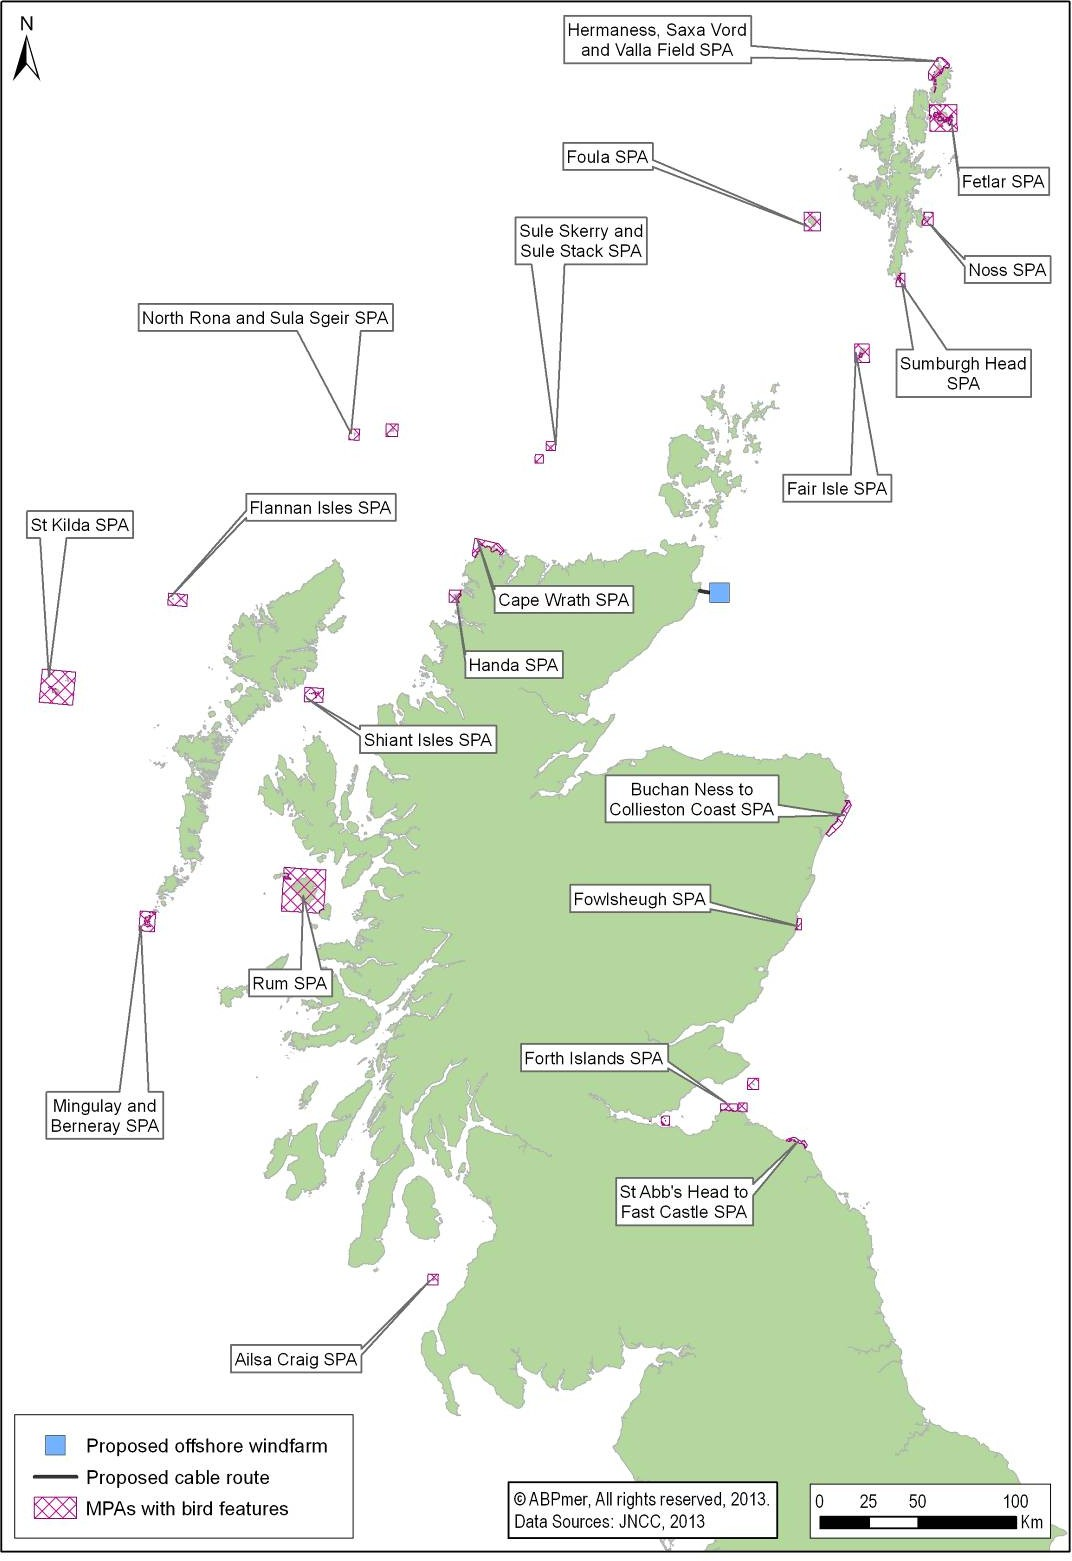 N
Hermaness, Saxa Vord
and Valla Field SPA
Foula SPA
Fetlar SPA
Sule Skerry and
Sule Stack SPA
Noss SPA
North Rona and Sula Sgeir SPA
Sumburgh Head
SPA
Fair Isle SPA
Flannan Isles SPA
St Kilda SPA
Cape Wrath SPA
Handa SPA
Shiant Isles SPA
Buchan Ness to
Collieston Coast SPA
Fowlsheugh SPA
Rum SPA
Forth Islands SPA
Mingulay and
Berneray SPA
St Abb's Head to
Fast Castle SPA
Ailsa Craig SPA
Proposed offshore windfarm
Proposed cable route
MPAs with bird features
© ABPmer, All rights reserved, 2013.
Data Sources: JNCC, 2013
0 25 50 100
Km